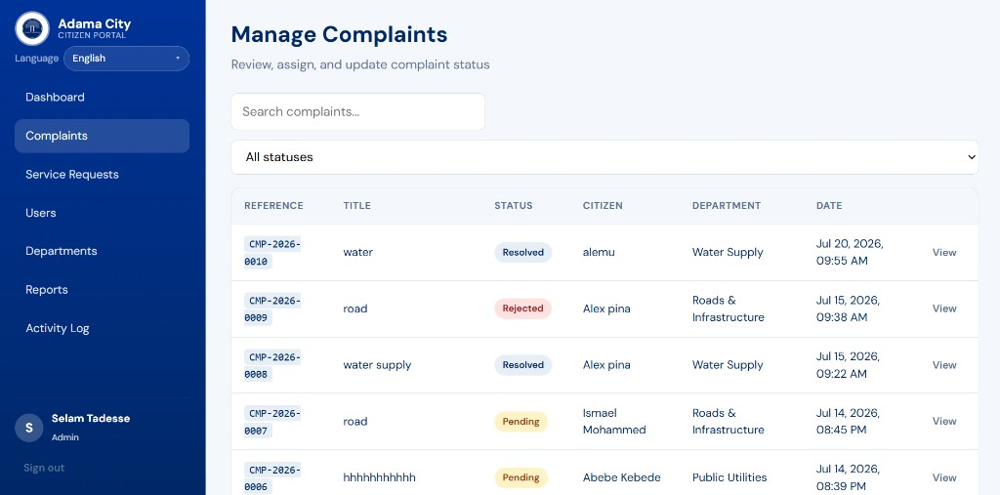 Adama City
CITIZEN PORTAL
Language English
Dashboard
Complaints
Service Requests
Users
Departments
Reports
Activity Log
S
Selam Tadesse
Admin
Sign out
Manage Complaints
Review, assign, and update complaint status
Search complaints...
All statuses
REFERENCE TITLE STATUS CITIZEN DEPARTMENT DATE
CMP-2026-0010 water Resolved alemu Water Supply Jul 20, 2026, 09:55 AM View
CMP-2026-0009 road Rejected Alex pina Roads & Infrastructure Jul 15, 2026, 09:38 AM View
CMP-2026-0008 water supply Resolved Alex pina Water Supply Jul 15, 2026, 09:22 AM View
CMP-2026-0007 road Pending Ismael Mohammed Roads & Infrastructure Jul 14, 2026, 08:45 PM View
CMP-2026-0006 hhhhhhhhhhh Pending Abebe Kebede Public Utilities Jul 14, 2026, 08:39 PM View